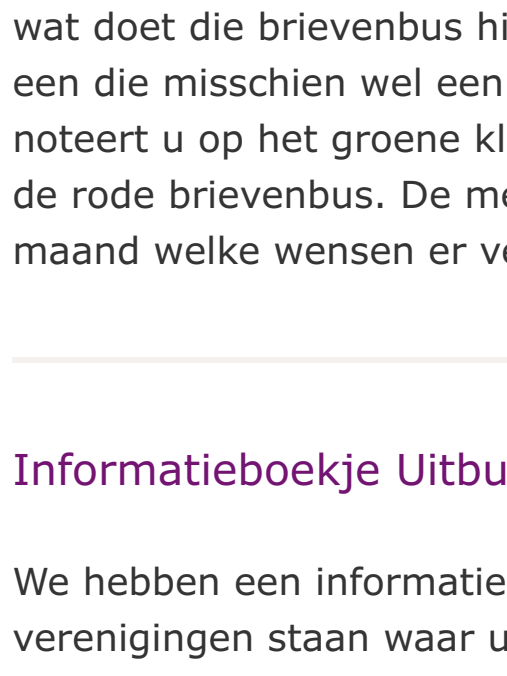 wat doet die brievenbus
een die misschien wel een
noteert u op het groene
de rode brievenbus. De
maand welke wensen er
Informatieboekje
We hebben een
verenigingen staan waar u